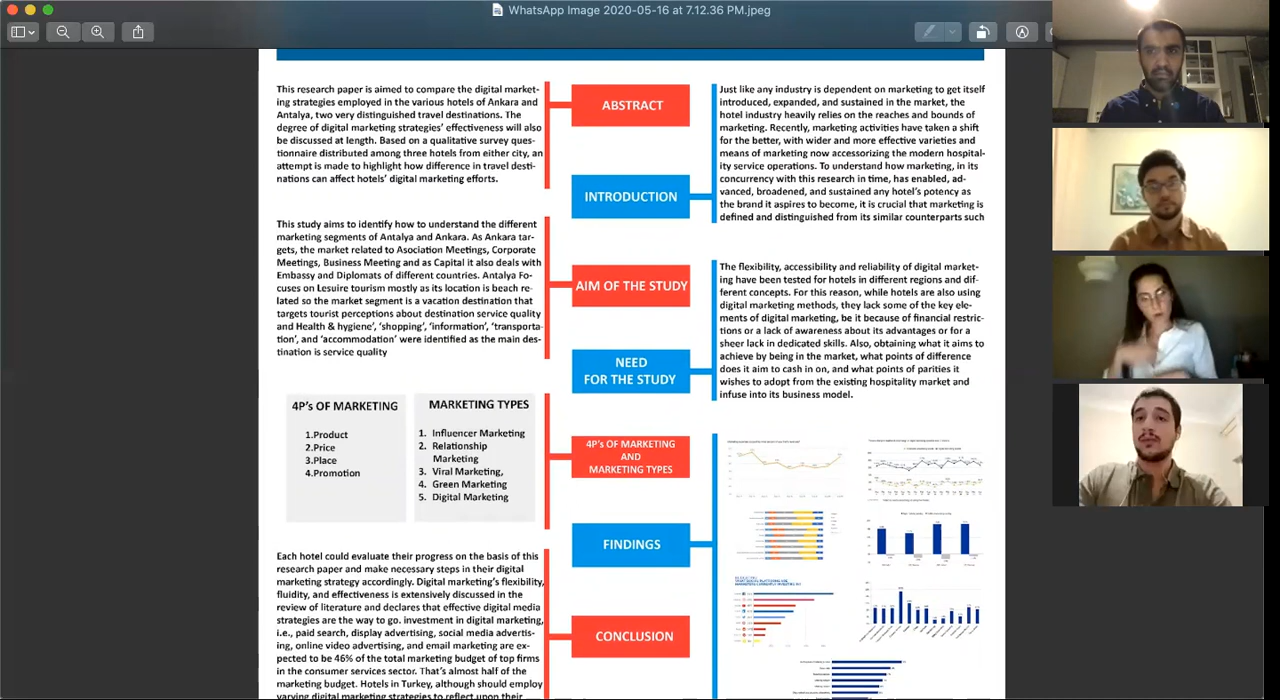 WhatsApp Image 2020-05-16 at 7.12.36 PM.jpeg
This research paper is aimed to compare the digital market-
ing strategies employed in the various hotels of Ankara and
Antalya, two very distinguished travel destinations. The
degree of digital marketing strategies' effectiveness will also
be discussed at length. Based on a qualitative survey ques-
tionnaire distributed among three hotels from either city, an
attempt is made to highlight how difference in travel desti-
nations can affect hotels' digital marketing efforts.
ABSTRACT
Just like any industry is dependent on marketing to get itself
introduced, expanded, and sustained in the market, the
hotel industry heavily relies on the reaches and bounds of
marketing. Recently, marketing activities have taken a shift
for the better, with wider and more effective varieties and
means of marketing now accessorizing the modern hospital-
ity service operations. To understand how marketing, in its
concurrency with this research in time, has enabled, ad-
vanced, broadened, and sustained any hotel's potency as
the brand it aspires to become, it is crucial that marketing is
defined and distinguished from its similar counterparts such
INTRODUCTION
This study aims to identify how to understand the different
marketing segments of Antalya and Ankara. As Ankara tar-
gets, the market related to Asociation Meetings, Corporate
Meetings, Business Meeting and as Capital it also deals with
Embassy and Diplomats of different countries. Antalya Fo-
cuses on Lesuire tourism mostly as its location is beach re-
lated so the market segment is a vacation destination that
targets tourist perceptions about destination service quality
and Health & hygiene', 'shopping', 'information', 'transporta-
tion', and 'accommodation' were identified as the main des-
tination is service quality
AIM OF THE STUDY
The flexibility, accessibility and reliability of digital market-
ing have been tested for hotels in different regions and dif-
ferent concepts. For this reason, while hotels are also using
digital marketing methods, they lack some of the key ele-
ments of digital marketing, be it because of financial restric-
tions or a lack of awareness about its advantages or for a
sheer lack in dedicated skills. Also, obtaining what it aims to
achieve by being in the market, what points of difference
does it aim to cash in on, and what points of parities it
wishes to adopt from the existing hospitality market and
infuse into its business model.
NEED
FOR THE STUDY
4P's OF MARKETING
1.Product
2.Price
3.Place
4.Promotion
MARKETING TYPES
1. Influencer Marketing
2. Relationship
Marketing
3. Viral Marketing,
4. Green Marketing
5. Digital Marketing
4P's OF MARKETING
AND
MARKETING TYPES
FINDINGS
Each hotel could evaluate their progress on the basis of this
research paper and make necessary steps in their digital
marketing strategy accordingly. Digital marketing's flexibility,
fluidity, and effectiveness is extensively discussed in the
review of literature and declares that effective digital media
strategies are the way to go. investment in digital marketing,
i.e., paid search, display advertising, social media advertis-
ing, online video advertising, and email marketing are ex-
pected to be 46% of the total marketing budget of top firms
in the consumer services sector. That's almost half of the
marketing budget. Hotels in Turkey, although should employ
varying digital marketing strategies to reflect upon their
CONCLUSION